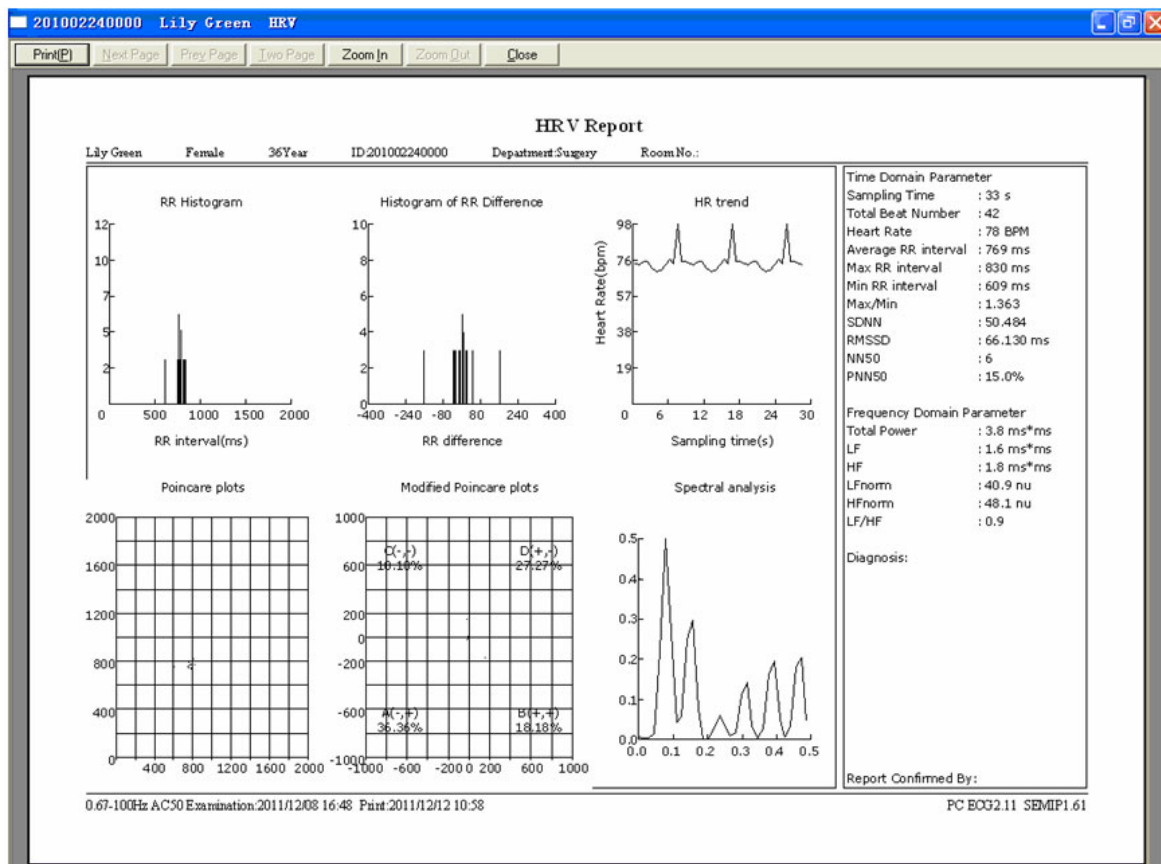 201002240000 Lily Green HRV
Print(P) Next Page Prev Page Two Page Zoom In Zoom Out Close
HRV Report
Lily Green Female 36Year ID:201002240000 Department:Surgery Room No.:
RR Histogram
12
10
7
5
2
0 500 1000 1500 2000
RR interval(ms)
Histogram of RR Difference
10
8
6
4
2
0
-400 -240 -80 80 240 400
RR difference
HR trend
Heart Rate(bpm)
98
76
57
38
19
0 6 12 18 24 30
Sampling time(s)
Poincare plots
2000
1600
1200
800
400
0
400 800 1200 1600 2000
Modified Poincare plots
1000
600
200
0
-200
-600
-1000
C(-,-)
10.10%
D(+,-)
27.27%
A(-,+)
36.36%
B(+,+)
18.18%
-1000 -600 -200 0 200 600 1000
Spectral analysis
0.5
0.4
0.3
0.2
0.1
0.0
0.0 0.1 0.2 0.3 0.4 0.5
Time Domain Parameter
Sampling Time : 33 s
Total Beat Number : 42
Heart Rate : 78 BPM
Average RR interval : 769 ms
Max RR interval : 830 ms
Min RR interval : 609 ms
Max/Min : 1.363
SDNN : 50.484
RMSSD : 66.130 ms
NN50 : 6
PNN50 : 15.0%
Frequency Domain Parameter
Total Power : 3.8 ms*ms
LF : 1.6 ms*ms
HF : 1.8 ms*ms
LFnorm : 40.9 nu
HFnorm : 48.1 nu
LF/HF : 0.9
Diagnosis:
Report Confirmed By:
0.67-100Hz AC50 Examination:2011/12/08 16:48 Print:2011/12/12 10:58
PC ECG2.11 SEMIP1.61